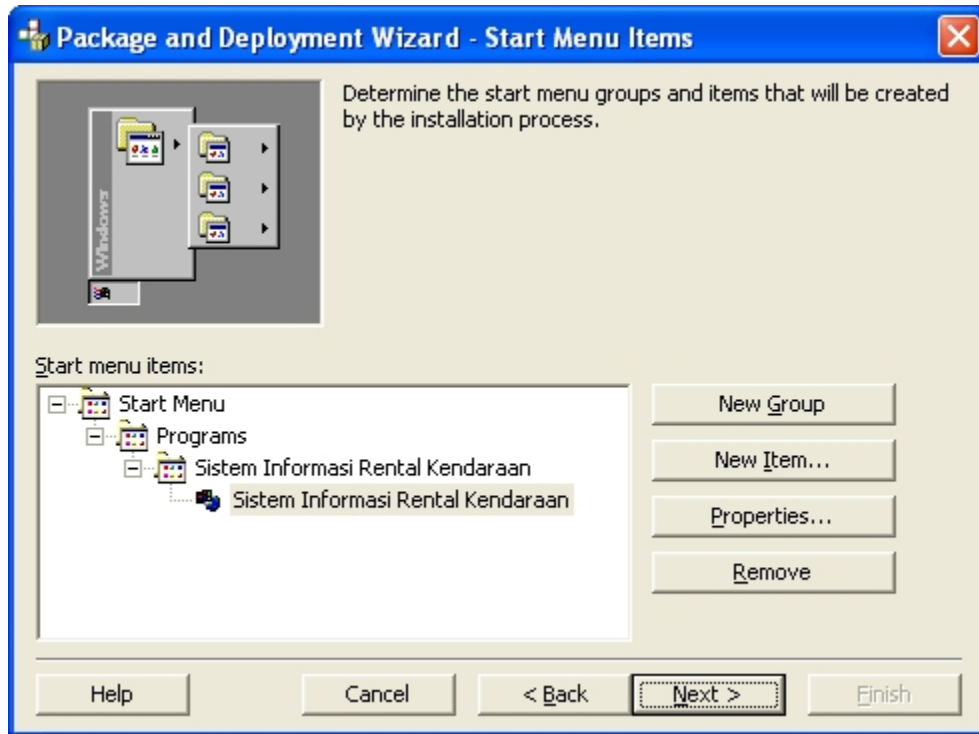 Package and Deployment Wizard - Start Menu Items
Determine the start menu groups and items that will be created
by the installation process.
Windows
Start menu items:
Start Menu
Programs
Sistem Informasi Rental Kendaraan
Sistem Informasi Rental Kendaraan
New Group
New Item...
Properties...
Remove
Help
Cancel
< Back
Next >
Finish